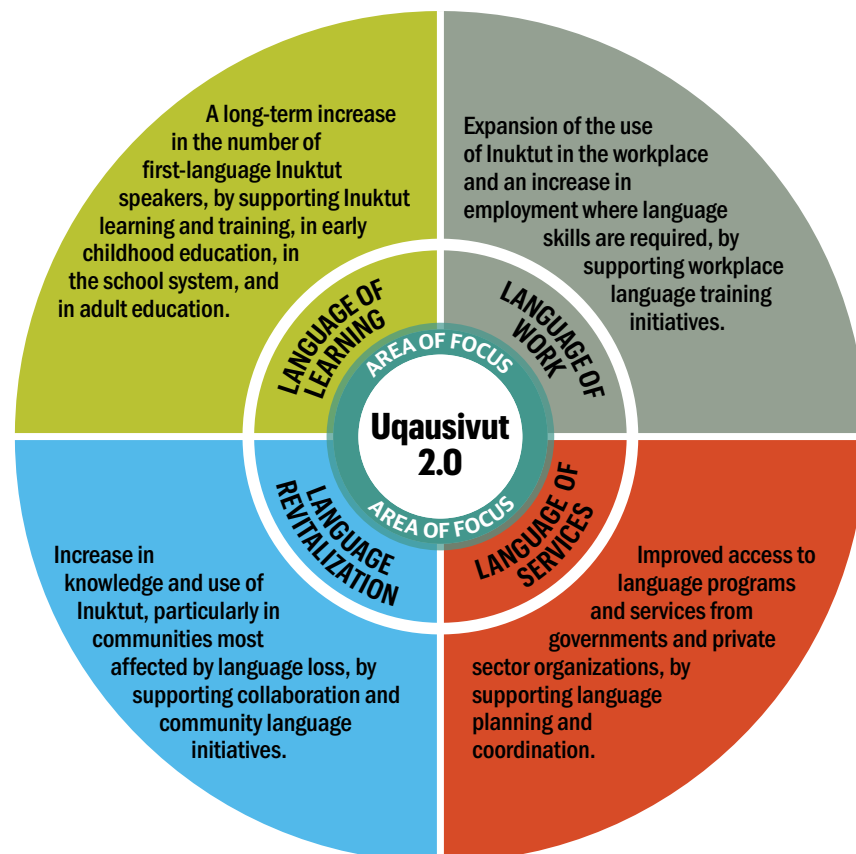 A long-term increase
in the number of
first-language Inuktut
speakers, by supporting Inuktut
learning and training, in early
childhood education, in
the school system, and
in adult education.
LANGUAGE OF
LEARNING
Expansion of the use
of Inuktut in the workplace
and an increase in
employment where language
skills are required, by
supporting workplace
language training
initiatives.
LANGUAGE OF
WORK
AREA OF FOCUS
Uqausivut
2.0
AREA OF FOCUS
LANGUAGE
REVITALIZATION
Increase in
knowledge and use of
Inuktut, particularly in
communities most
affected by language loss, by
supporting collaboration and
community language
initiatives.
LANGUAGE OF
SERVICES
Improved access to
language programs
and services from
governments and private
sector organizations, by
supporting language
planning and
coordination.